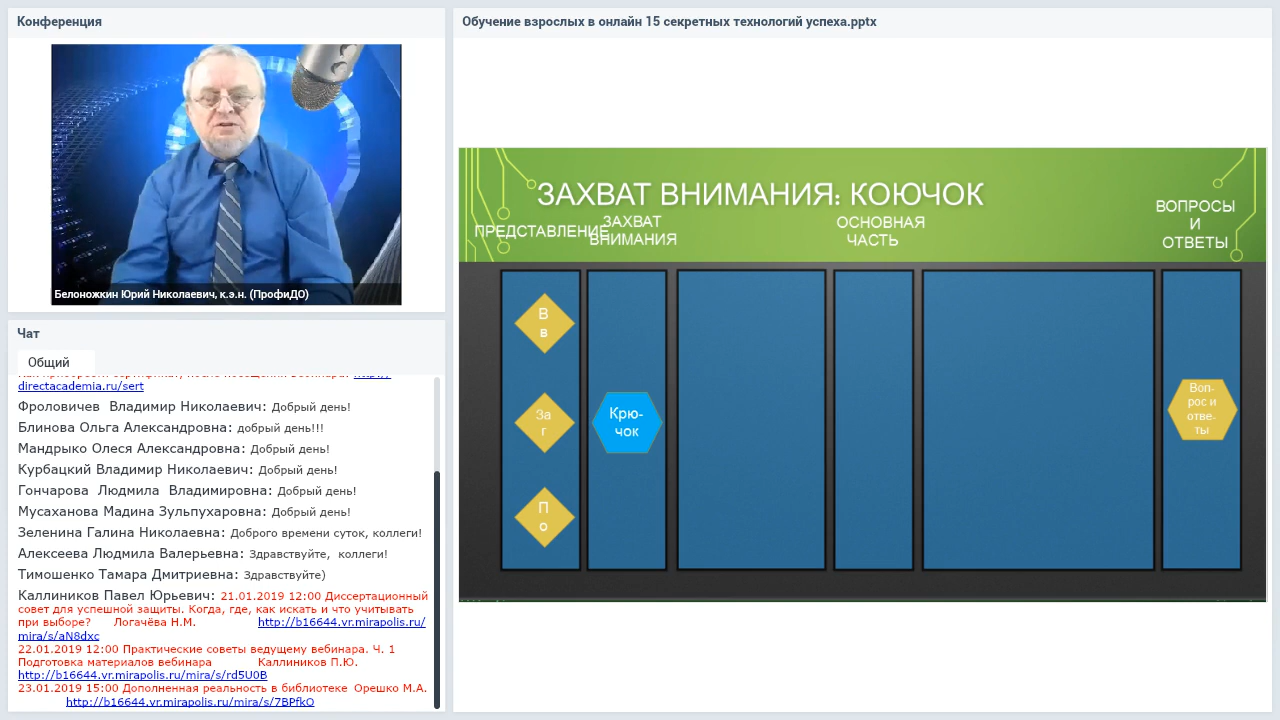 Конференция
Белоножкин Юрий Николаевич, к.э.н. (ПрофиДО)
Чат
Общий
directacademia.ru/sert
Фроловичев Владимир Николаевич: Добрый день!
Блинова Ольга Александровна: добрый день!!!
Мандрыко Олеся Александровна: Добрый день!
Курбацкий Владимир Николаевич: Добрый день!
Гончарова Людмила Владимировна: Добрый день!
Мусаханова Мадина Зульпухаровна: Добрый день!
Зеленина Галина Николаевна: Доброго времени суток, коллеги!
Алексеева Людмила Валерьевна: Здравствуйте, коллеги!
Тимошенко Тамара Дмитриевна: Здравствуйте)
Каллиников Павел Юрьевич: 21.01.2019 12:00 Диссертационный
совет для успешной защиты. Когда, где, как искать и что учитывать
при выборе? Логачёва Н.М. http://b16644.vr.mirapolis.ru/
mira/s/aN8dxc
22.01.2019 12:00 Практические советы ведущему вебинара. Ч. 1
Подготовка материалов вебинара Каллиников П.Ю.
http://b16644.vr.mirapolis.ru/mira/s/rd5U0B
23.01.2019 15:00 Дополненная реальность в библиотеке Орешко М.А.
http://b16644.vr.mirapolis.ru/mira/s/7BPfkO
Обучение взрослых в онлайн 15 секретных технологий успеха.pptx
ЗАХВАТ ВНИМАНИЯ: КОЮЧОК
ПРЕДСТАВЛЕНИЕ
ЗАХВАТ
ВНИМАНИЯ
ОСНОВНАЯ
ЧАСТЬ
ВОПРОСЫ
И
ОТВЕТЫ
В
в
За
г
П
о
Крю-
чок
Воп-
рос и
отве-
ты